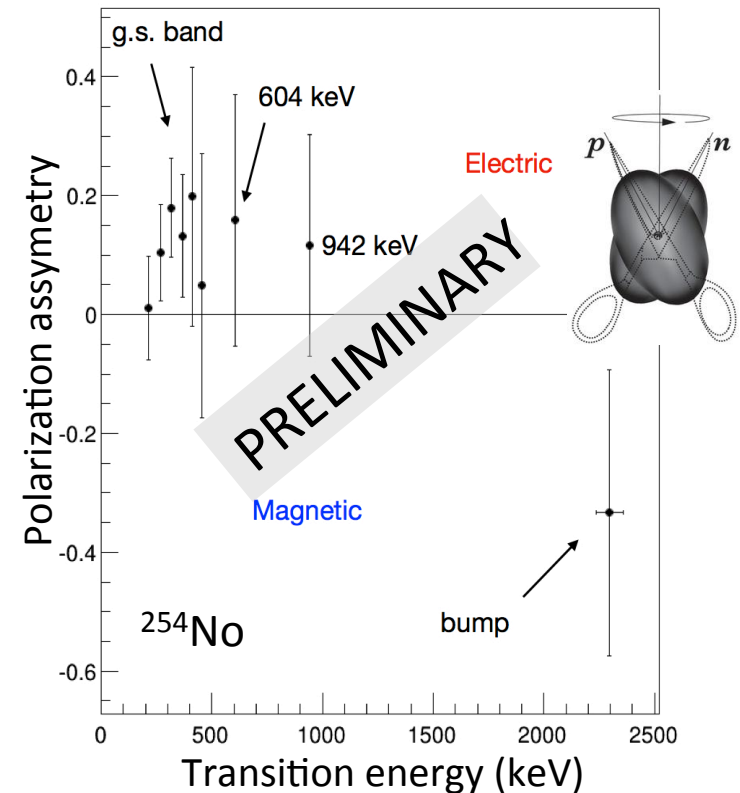 g.s. band
0.4
604 keV
Electric
p
n
0.2
942 keV
0
PRELIMINARY
-0.2
Magnetic
-0.4
bump
²⁵⁴No
-0.6
0
500
1000
1500
2000
2500
Transition energy (keV)
Polarization assymetry